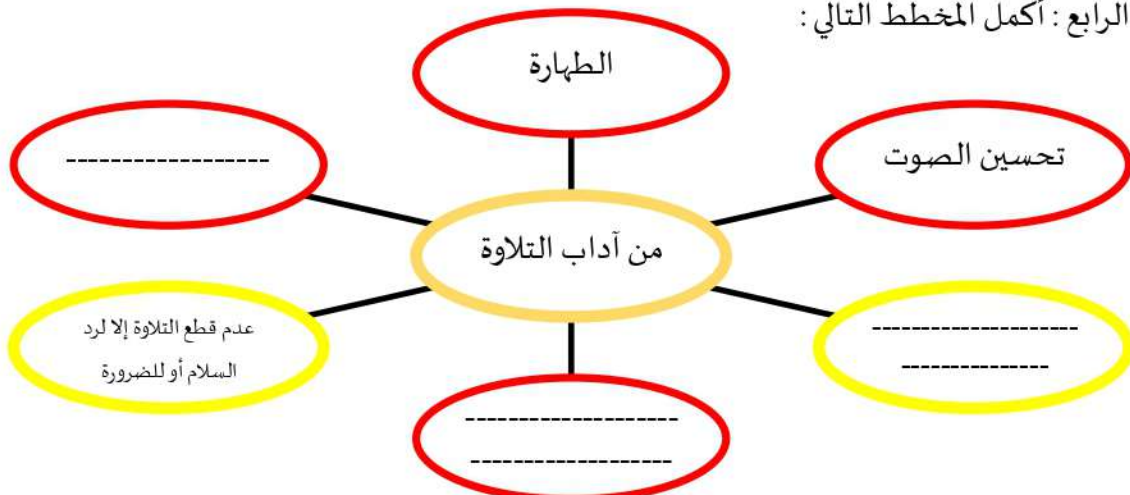 الرابع : أكمل المخطط التالي :
الطهارة
تحسين الصوت
--------------------
من آداب التلاوة
---------------------
---------------
عدم قطع التلاوة إلا لرد
السلام أو للضرورة
---------------------
--------------------